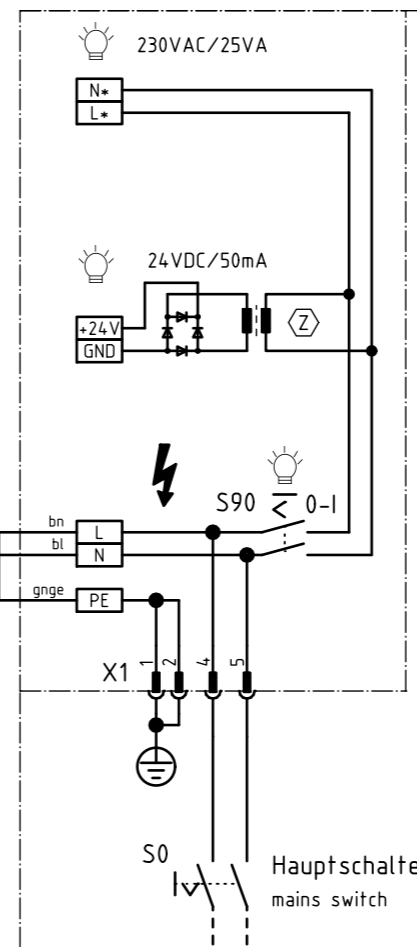 230VAC/25VA
N*
L*
24VDC/50mA
+24V
GND
Z
S90 0-I
bn L
bl N
gnge PE
X1 1 2 4 5
S0
Hauptschalte
mains switch